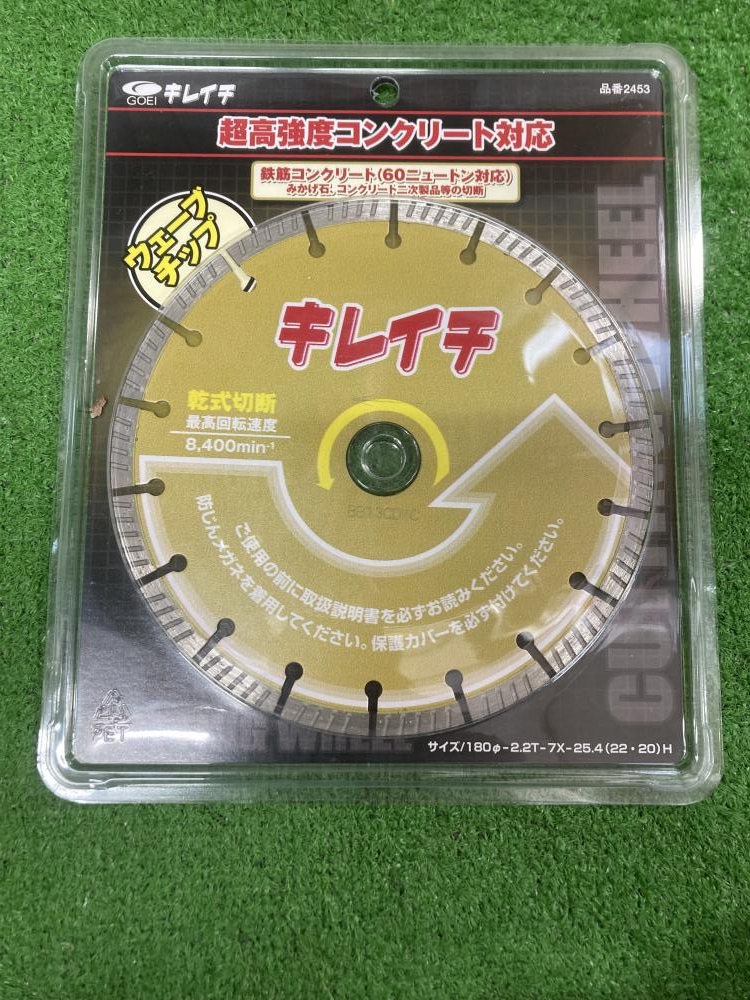 GOEI キレイチ
品番2453
超高強度コンクリート対応
鉄筋コンクリート(60ニュートン対応)
みかげ石、コンクリート二次製品等の切断
ウェーブ
チップ
キレイチ
乾式切断
最高回転速度
8,400min⁻¹
ご使用の前に取扱説明書を必ずお読みください。
防じんメガネを着用してください。保護カバーを必ず付けてください。
PET
サイズ/180φ-2.2T-7X-25.4(22・20)H